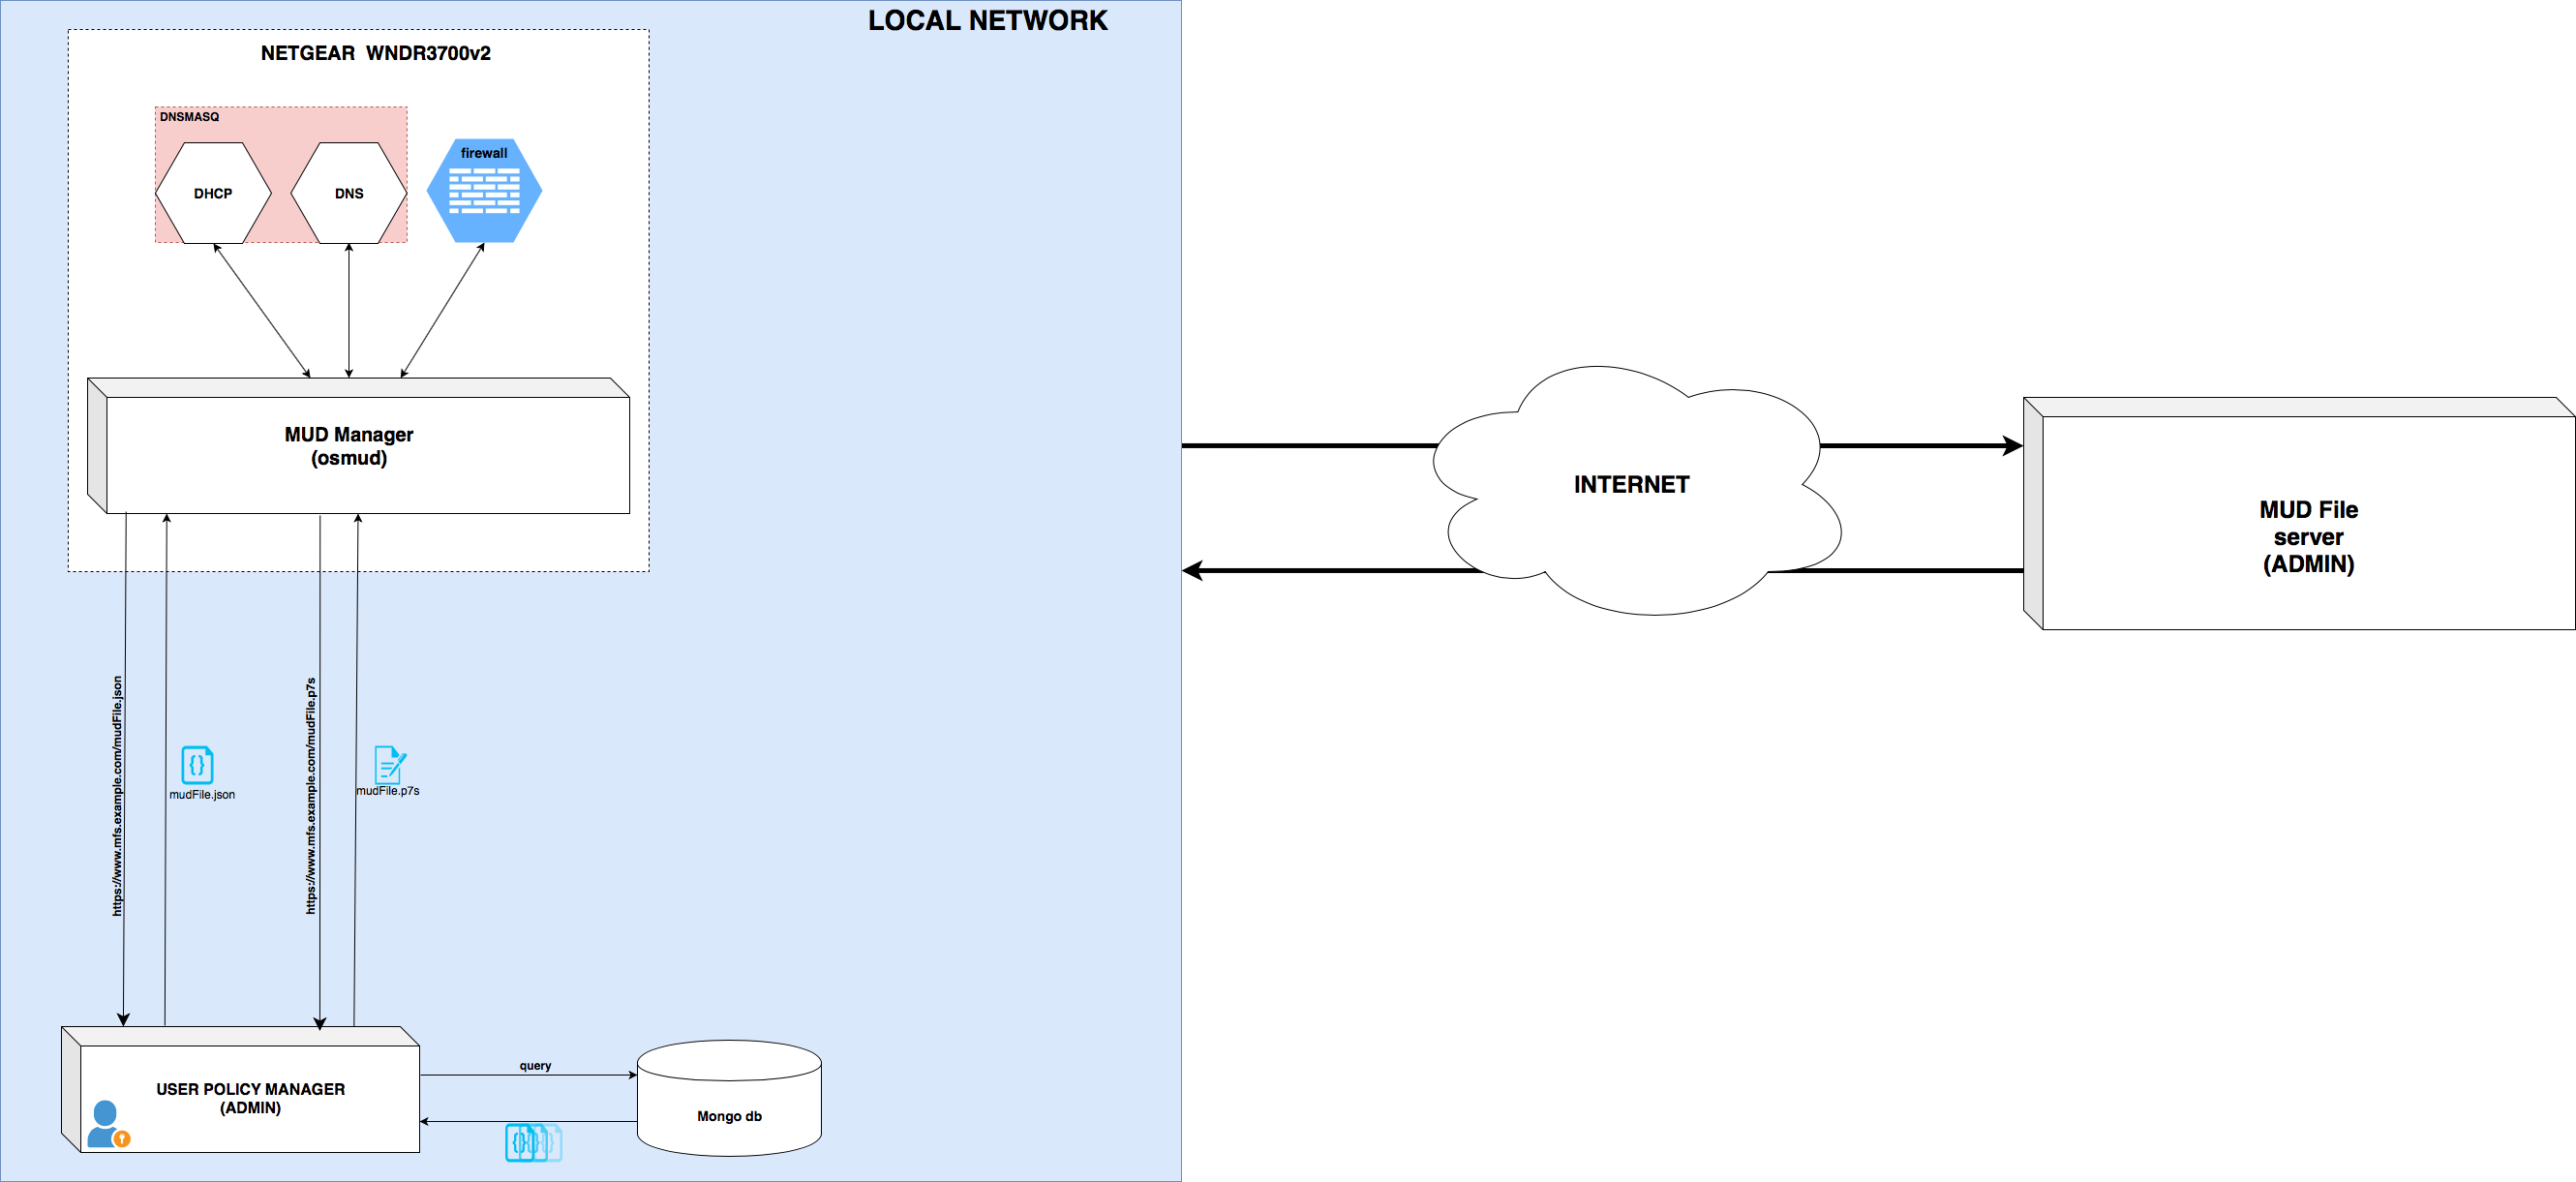 LOCAL NETWORK
NETGEAR WNDR3700v2
DNSMASQ
DHCP
DNS
firewall
MUD Manager
(osmud)
INTERNET
MUD File
server
(ADMIN)
https://www.mfs.example.com/mudFile.json
mudFile.json
https://www.mfs.example.com/mudFile.p7s
mudFile.p7s
USER POLICY MANAGER
(ADMIN)
query
Mongo db